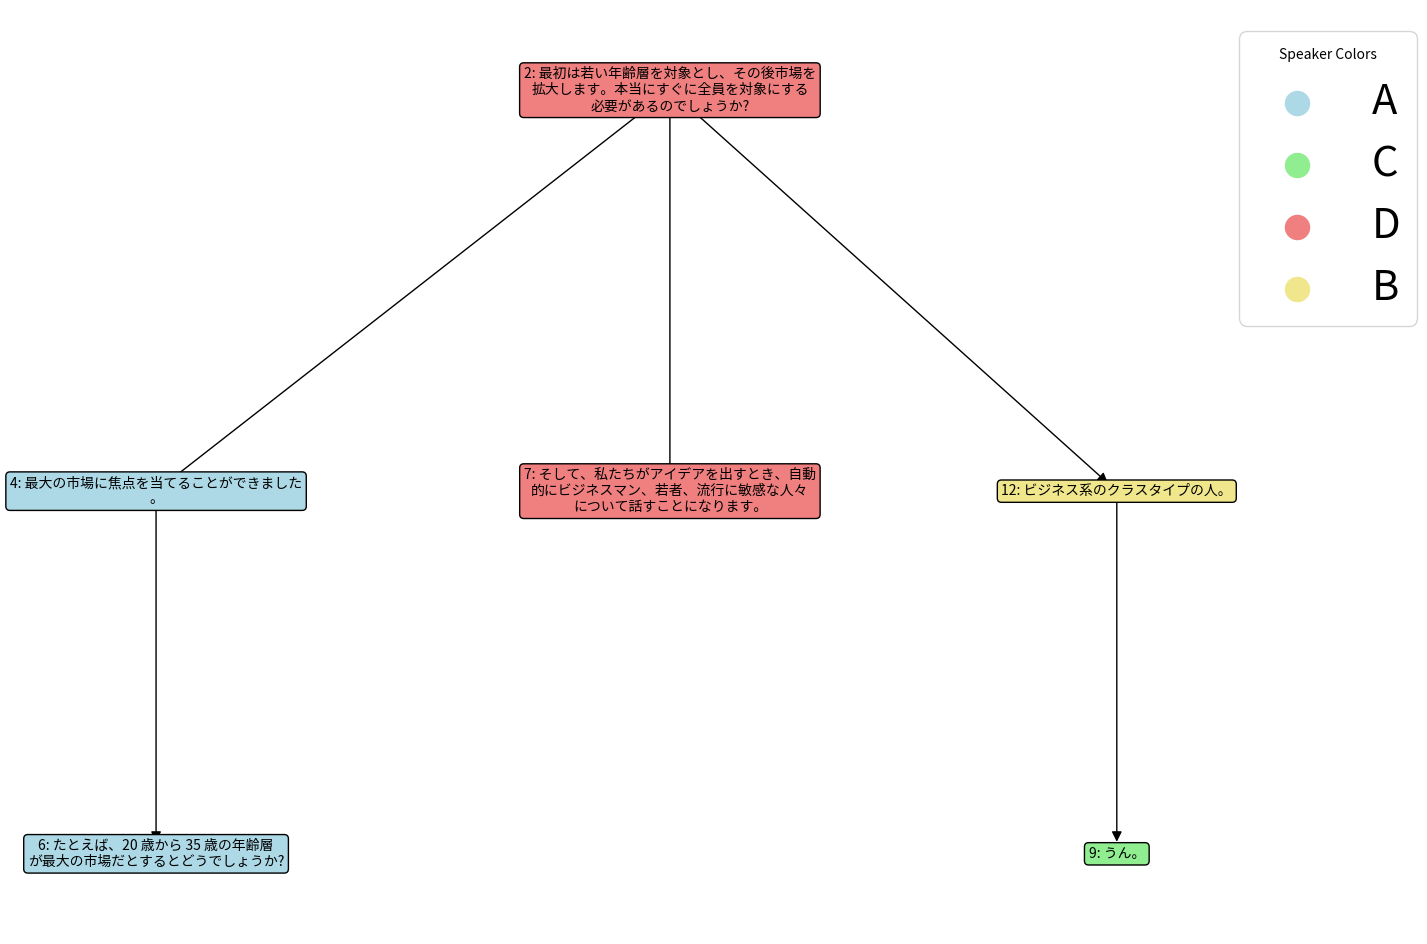 2: 最初は若い年齢層を対象とし、その後市場を
拡大します。本当にすぐに全員を対象にする
必要があるのでしょうか?
Speaker Colors
A
C
D
B
4: 最大の市場に焦点を当てることができました
。
7: そして、私たちがアイデアを出すとき、自動
的にビジネスマン、若者、流行に敏感な人々
について話すことになります。
12: ビジネス系のクラスタイプの人。
6: たとえば、20 歳から 35 歳の年齢層
が最大の市場だとするとどうでしょうか?
9: うん。